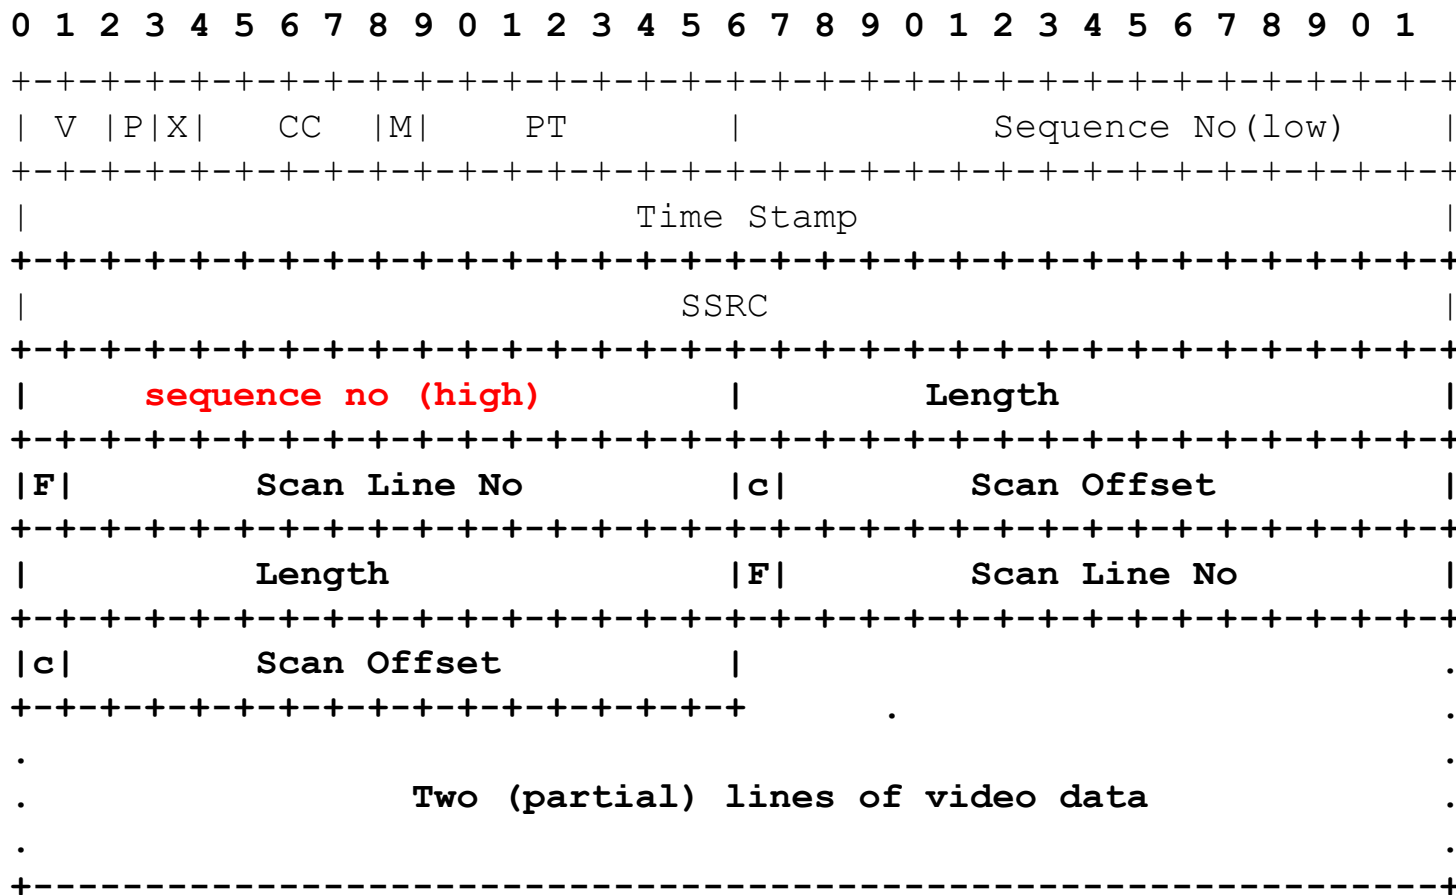 0 1 2 3 4 5 6 7 8 9 0 1 2 3 4 5 6 7 8 9 0 1 2 3 4 5 6 7 8 9 0 1
+-+-+-+-+-+-+-+-+-+-+-+-+-+-+-+-+-+-+-+-+-+-+-+-+-+-+-+-+-+-+-+-+
| V |P|X|   CC  |M|    PT       |           Sequence No(low)    |
+-+-+-+-+-+-+-+-+-+-+-+-+-+-+-+-+-+-+-+-+-+-+-+-+-+-+-+-+-+-+-+-+
|                           Time Stamp                          |
+-+-+-+-+-+-+-+-+-+-+-+-+-+-+-+-+-+-+-+-+-+-+-+-+-+-+-+-+-+-+-+-+
|                             SSRC                              |
+-+-+-+-+-+-+-+-+-+-+-+-+-+-+-+-+-+-+-+-+-+-+-+-+-+-+-+-+-+-+-+-+
|     sequence no (high)        |        Length                 |
+-+-+-+-+-+-+-+-+-+-+-+-+-+-+-+-+-+-+-+-+-+-+-+-+-+-+-+-+-+-+-+-+
|F|        Scan Line No         |c|        Scan Offset          |
+-+-+-+-+-+-+-+-+-+-+-+-+-+-+-+-+-+-+-+-+-+-+-+-+-+-+-+-+-+-+-+-+
|          Length               |F|        Scan Line No         |
+-+-+-+-+-+-+-+-+-+-+-+-+-+-+-+-+-+-+-+-+-+-+-+-+-+-+-+-+-+-+-+-+
|c|        Scan Offset          |                               .
+-+-+-+-+-+-+-+-+-+-+-+-+-+-+-+-+      .                        .
.                                                               .
.                 Two (partial) lines of video data             .
.                                                               .
+---------------------------------------------------------------+